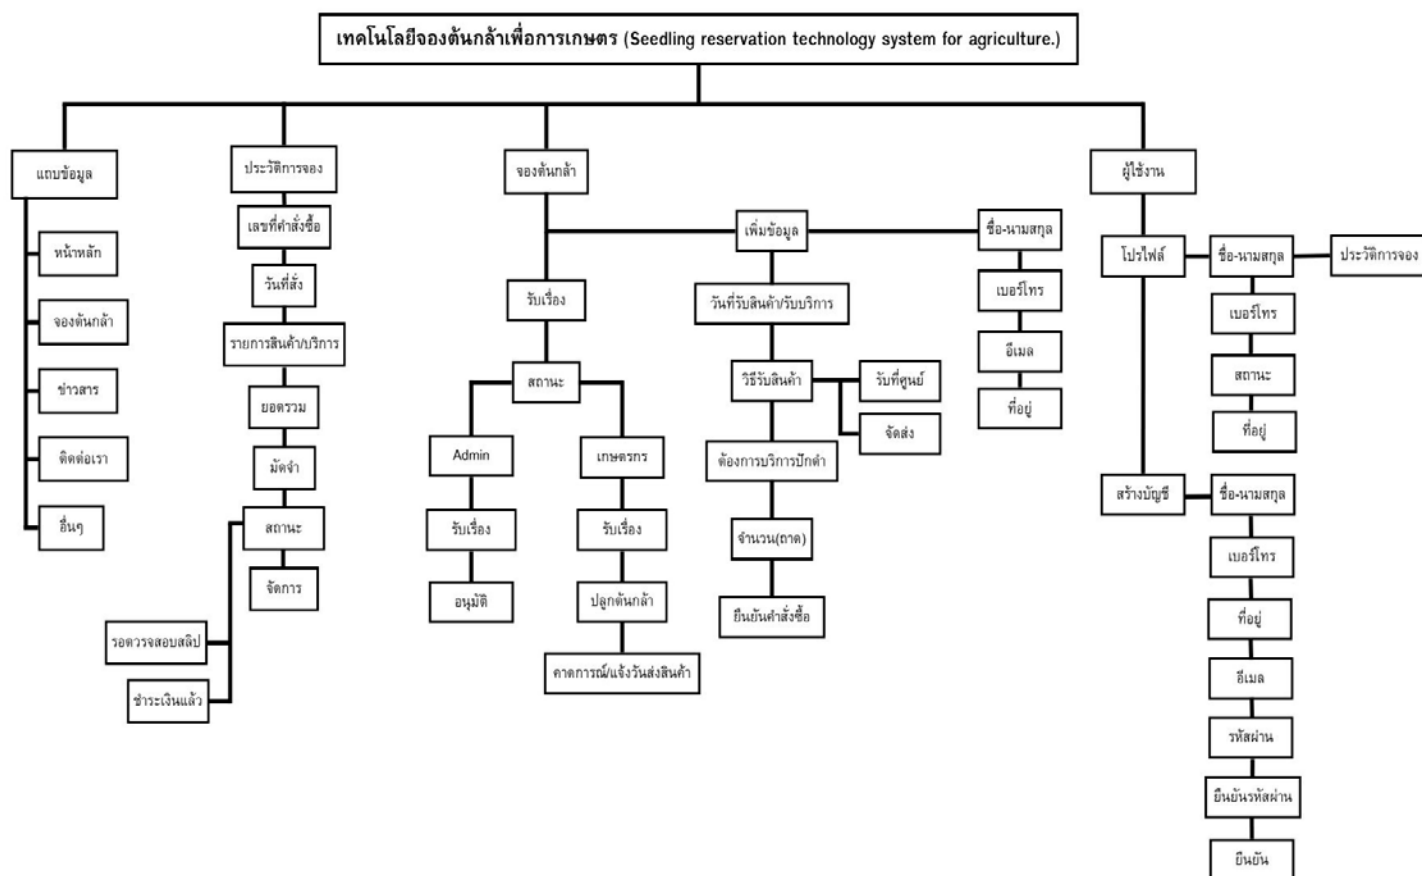 เทคโนโลยีจองต้นกล้าเพื่อการเกษตร (Seedling reservation technology system for agriculture.)
แถบข้อมูล
หน้าหลัก
จองต้นกล้า
ข่าวสาร
ติดต่อเรา
อื่นๆ
ประวัติการจอง
เลขที่คำสั่งซื้อ
วันที่สั่ง
รายการสินค้า/บริการ
ยอดรวม
มัดจำ
สถานะ
จัดการ
รอตวรจสอบสลิป
ชำระเงินแล้ว
จองต้นกล้า
รับเรื่อง
สถานะ
Admin
รับเรื่อง
อนุมัติ
เกษตรกร
รับเรื่อง
ปลูกต้นกล้า
คาดการณ์/แจ้งวันส่งสินค้า
เพิ่มข้อมูล
วันที่รับสินค้า/รับบริการ
วิธีรับสินค้า
รับที่ศูนย์
จัดส่ง
ต้องการบริการปักดำ
จำนวน(ถาด)
ยืนยันคำสั่งซื้อ
ชื่อ-นามสกุล
เบอร์โทร
อีเมล
ที่อยู่
ผู้ใช้งาน
โปรไฟล์
ชื่อ-นามสกุล
ประวัติการจอง
เบอร์โทร
สถานะ
ที่อยู่
สร้างบัญชี
ชื่อ-นามสกุล
เบอร์โทร
ที่อยู่
อีเมล
รหัสผ่าน
ยืนยันรหัสผ่าน
ยืนยัน